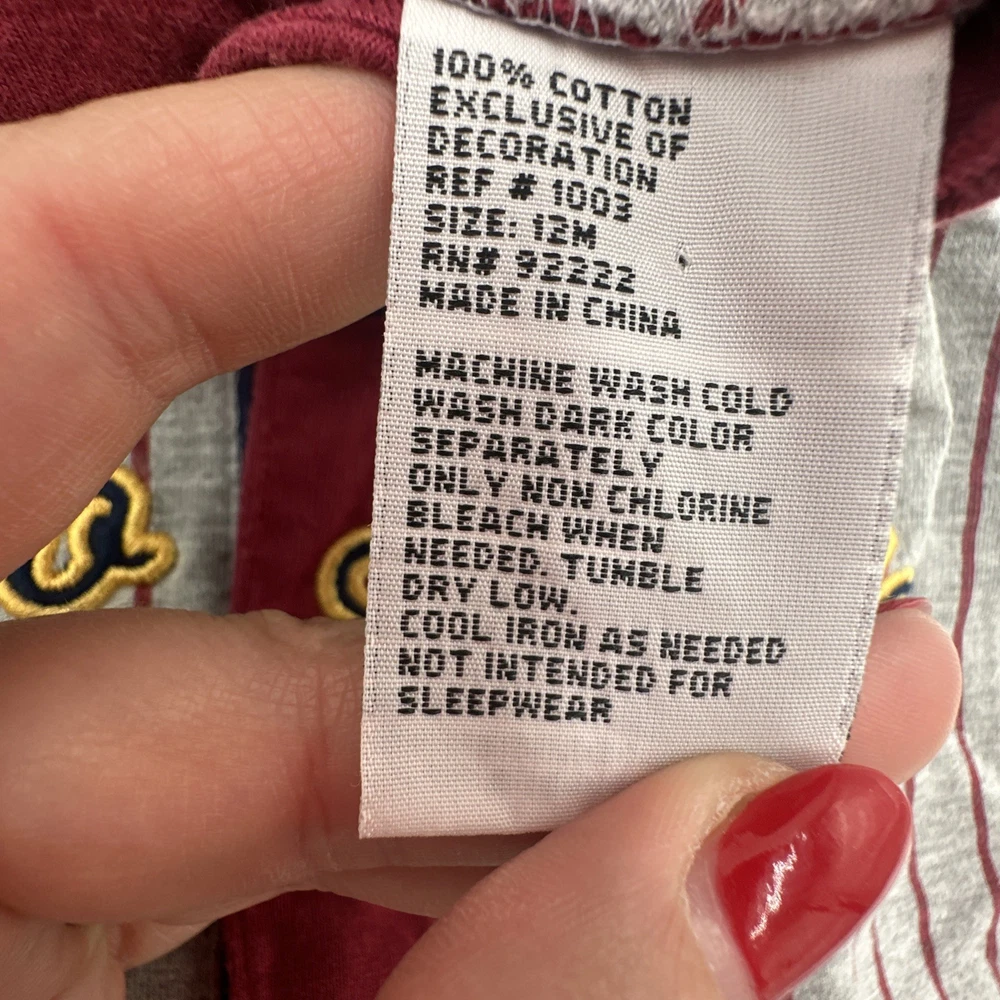 100% COTTON
EXCLUSIVE OF
DECORATION
REF # 1003
SIZE: 12M
RN# 92222
MADE IN CHINA
MACHINE WASH COLD
WASH DARK COLOR
SEPARATELY
ONLY NON CHLORINE
BLEACH WHEN
NEEDED. TUMBLE
DRY LOW.
COOL IRON AS NEEDED
NOT INTENDED FOR
SLEEPWEAR